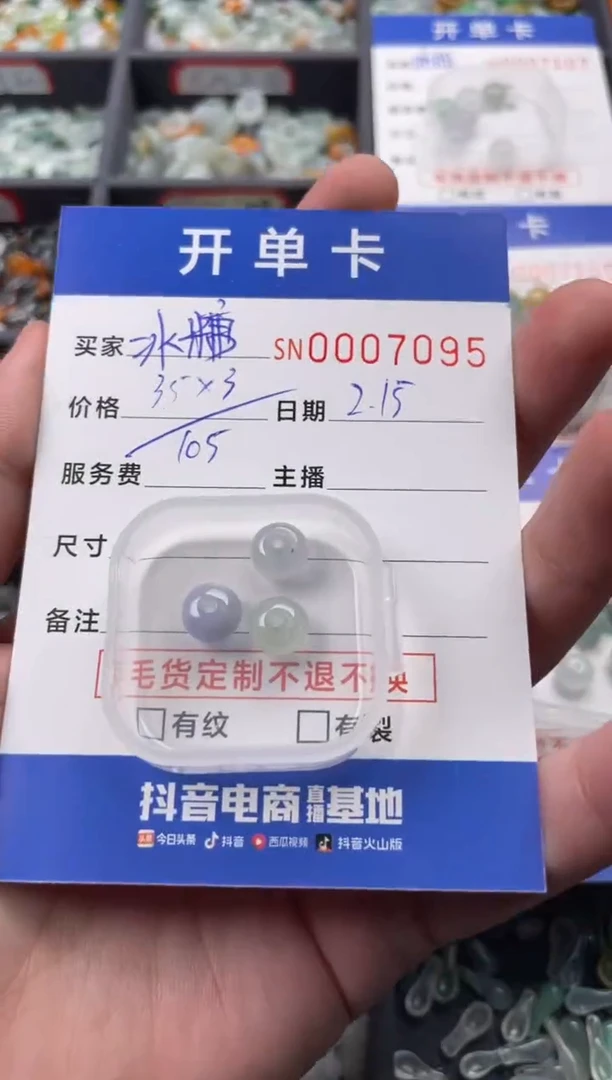 开单卡
开单卡
买家 SN0007095
价格 35×3 日期 2.15
105
服务费 主播
尺寸
备注
毛货定制不退不换
□有纹 □有裂
抖音电商直播基地
今日头条 抖音 西瓜视频 抖音火山版